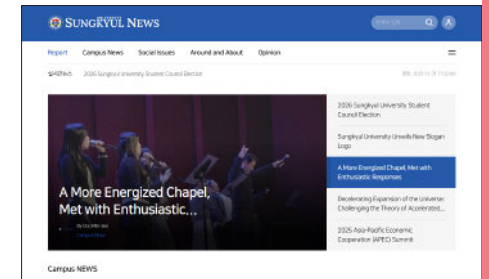 SUNGKYUL NEWS
Report Campus News Social Issues Around and About Opinion
2026 Sungkyul University Student Council Election
2026 Sungkyul University Student
Council Election
Sungkyul University Unveils New Slogan
Logo
A More Energized Chapel, Met with
Enthusiastic Responses
Decelerating Expansion of the Universe:
Challenging the Theory of Accelerated...
2025 Asia-Pacific Economic
Cooperation (APEC) Summit
A More Energized Chapel,
Met with Enthusiastic...
Campus News
Campus NEWS